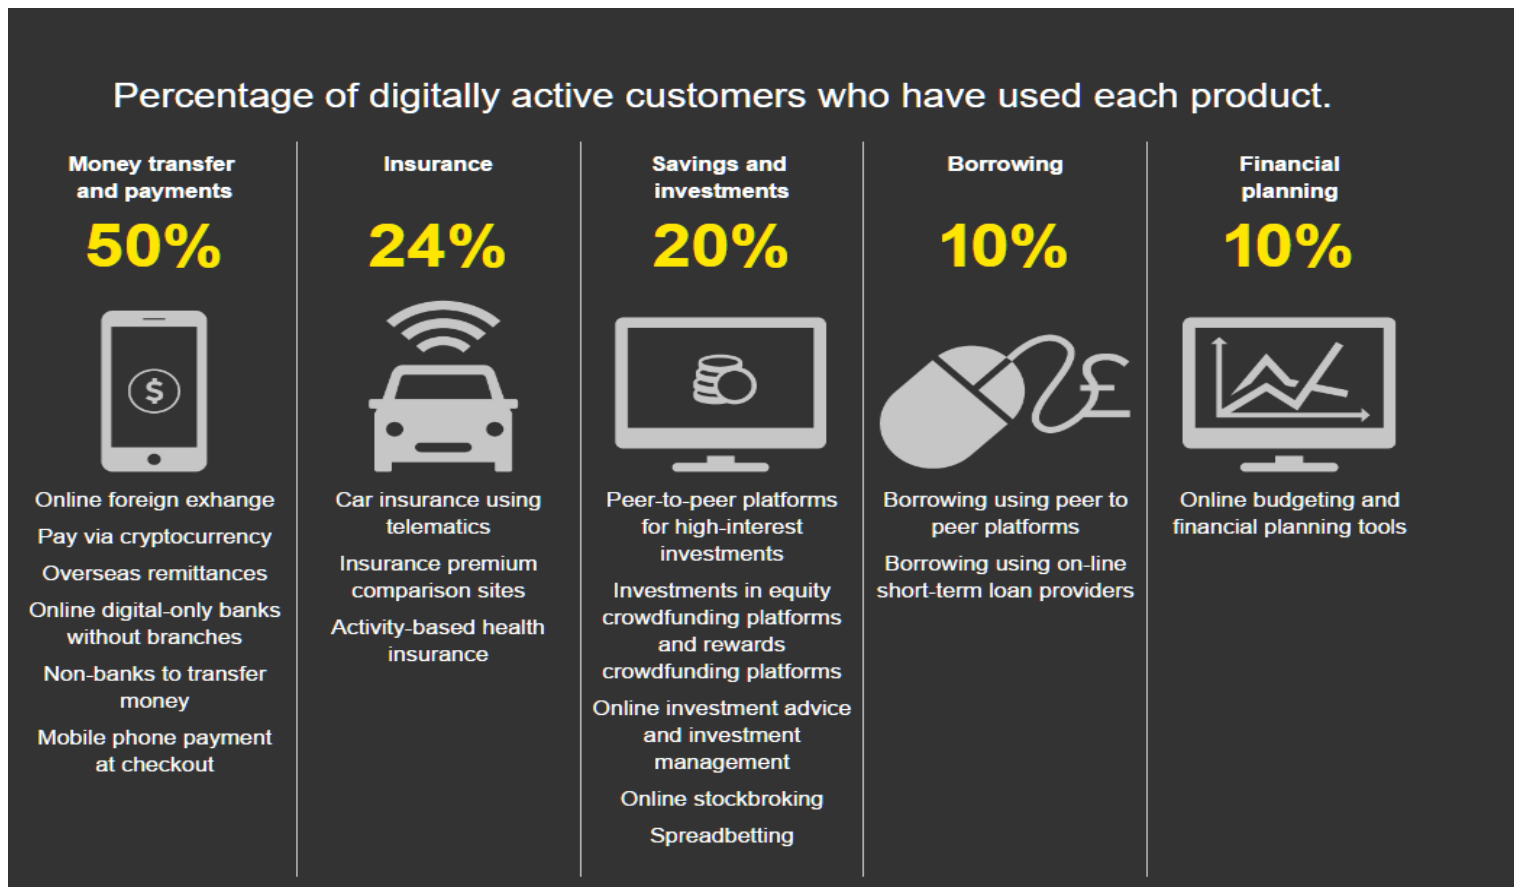 Percentage of digitally active customers who have used each product.
Money transfer
and payments
50%
$
Online foreign exhange
Pay via cryptocurrency
Overseas remittances
Online digital-only banks
without branches
Non-banks to transfer
money
Mobile phone payment
at checkout
Insurance
24%
Car insurance using
telematics
Insurance premium
comparison sites
Activity-based health
insurance
Savings and
investments
20%
Peer-to-peer platforms
for high-interest
investments
Investments in equity
crowdfunding platforms
and rewards
crowdfunding platforms
Online investment advice
and investment
management
Online stockbroking
Spreadbetting
Borrowing
10%
£
Borrowing using peer to
peer platforms
Borrowing using on-line
short-term loan providers
Financial
planning
10%
Online budgeting and
financial planning tools